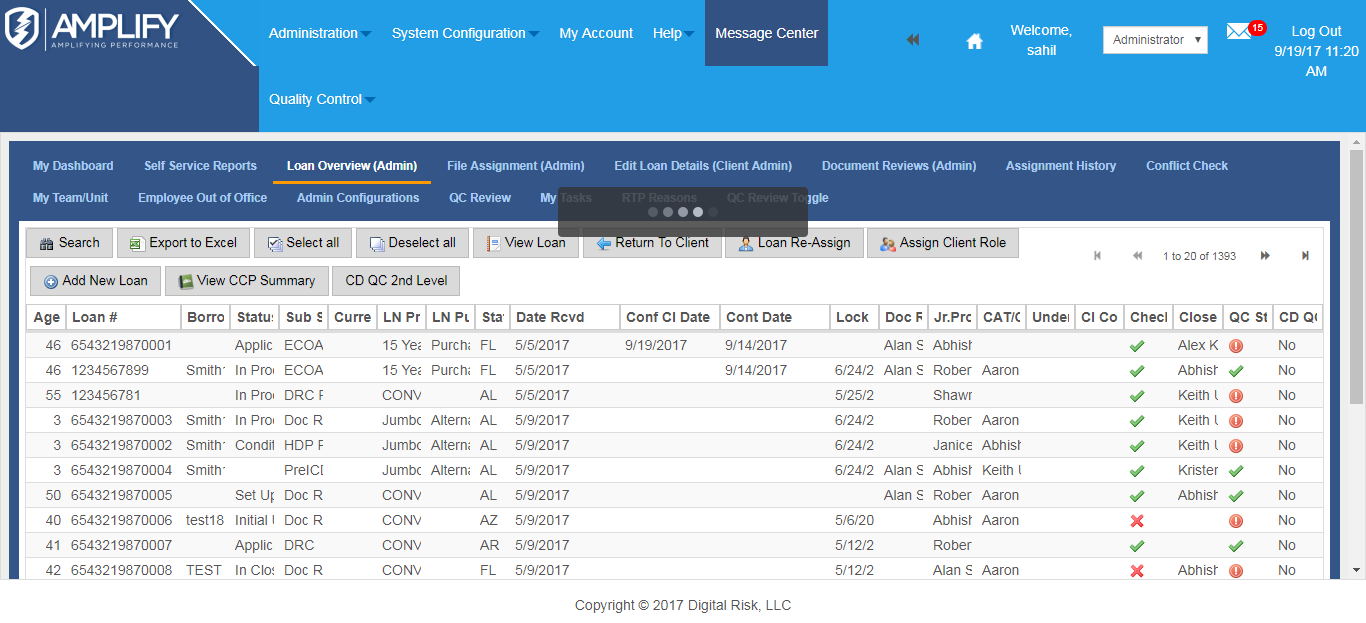 AMPLIFY
AMPLIFYING PERFORMANCE
Administration System Configuration My Account Help Message Center
Welcome, sahil
Administrator
15
Log Out
9/19/17 11:20 AM
Quality Control
My Dashboard Self Service Reports Loan Overview (Admin) File Assignment (Admin) Edit Loan Details (Client Admin) Document Reviews (Admin) Assignment History Conflict Check
My Team/Unit Employee Out of Office Admin Configurations QC Review My Tasks RTP Reasons QC Review Toggle
Search Export to Excel Select all Deselect all View Loan Return To Client Loan Re-Assign Assign Client Role
1 to 20 of 1393
Add New Loan View CCP Summary CD QC 2nd Level
Age Loan # Borro Status Sub S Curre LN Pr LN Pu Sta Date Rcvd Conf Cl Date Cont Date Lock Doc R Jr.Pro CAT/C Unde Cl Co Check Close QC St CD QC
46 6543219870001 Applic ECOA 15 Yea Purcha FL 5/5/2017 9/19/2017 9/14/2017 Alan S Abhish Alex K No
46 1234567899 Smith In Pro ECOA 15 Yea Purcha FL 5/5/2017 9/14/2017 6/24/2 Alan S Rober Aaron Abhish No
55 123456781 In Pro DRC F CONV AL 5/5/2017 5/25/2 Shawn Keith U No
3 6543219870003 Smith In Pro Doc R Jumbo Alterna AL 5/9/2017 6/24/2 Rober Aaron Keith U No
3 6543219870002 Smith Condit HDP F Jumbo Alterna AL 5/9/2017 6/24/2 Janice Abhish Keith U No
3 6543219870004 Smith PreICD Jumbo Alterna AL 5/9/2017 6/24/2 Alan S Abhish Keith U Krister No
50 6543219870005 Set Up Doc R CONV AL 5/9/2017 Alan S Rober Aaron Abhish No
40 6543219870006 test18 Initial U Doc R CONV AZ 5/9/2017 5/6/20 Abhish Aaron No
41 6543219870007 Applic DRC CONV AR 5/9/2017 5/12/2 Rober No
42 6543219870008 TEST In Clos Doc R CONV FL 5/9/2017 5/12/2 Alan S Aaron Abhish No
Copyright © 2017 Digital Risk, LLC